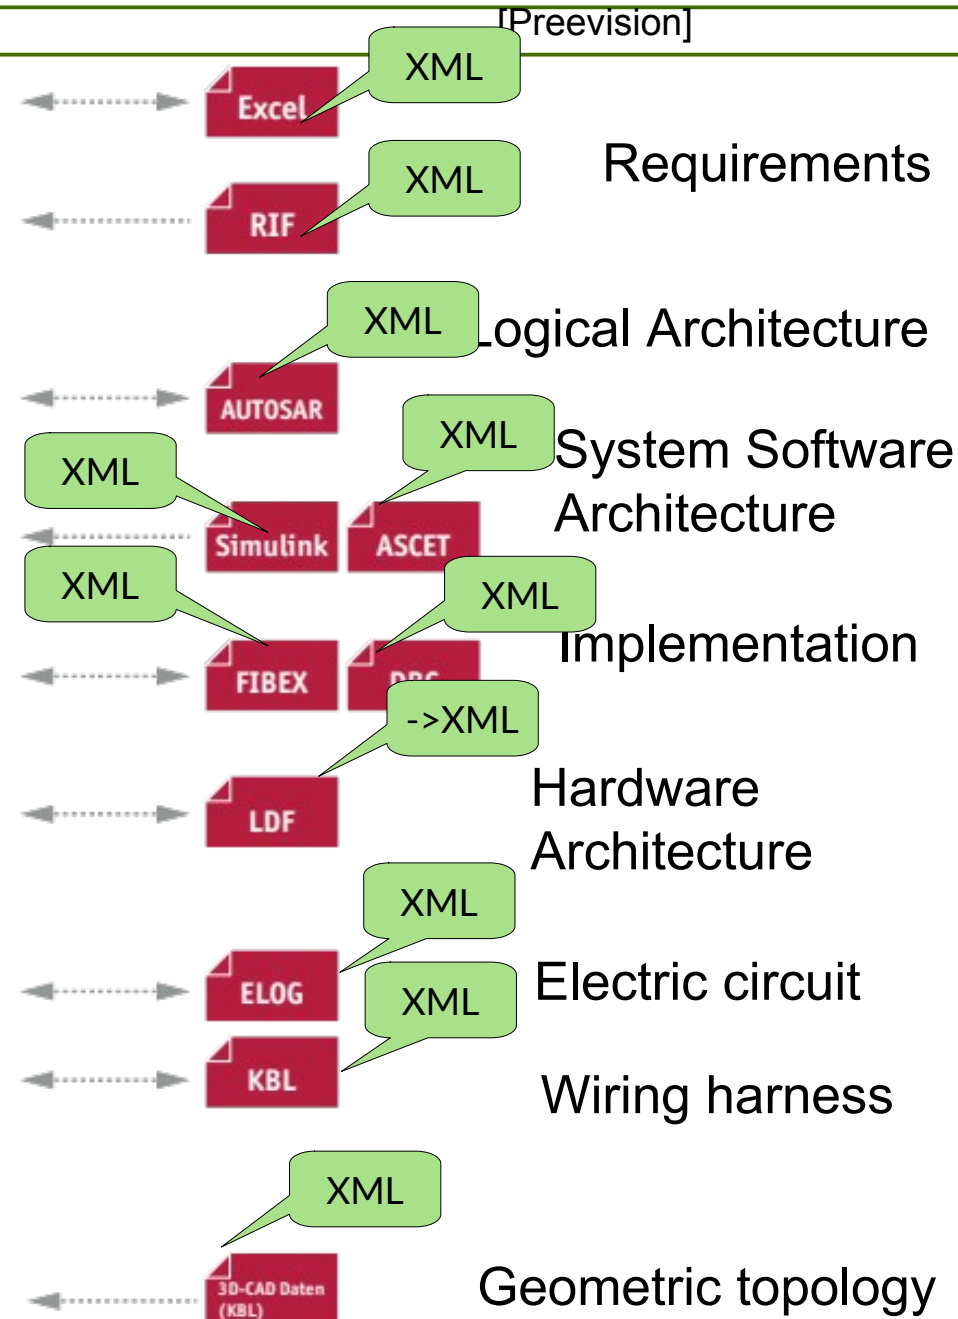 [Preevision]
XML
Excel
Requirements
XML
RIF
XML
Logical Architecture
AUTOSAR
XML
System Software
Architecture
XML
Simulink
ASCET
XML
XML
Implementation
FIBEX
DBC
->XML
Hardware
Architecture
LDF
XML
Electric circuit
ELOG
XML
KBL
Wiring harness
XML
3D-CAD Daten
(KBL)
Geometric topology